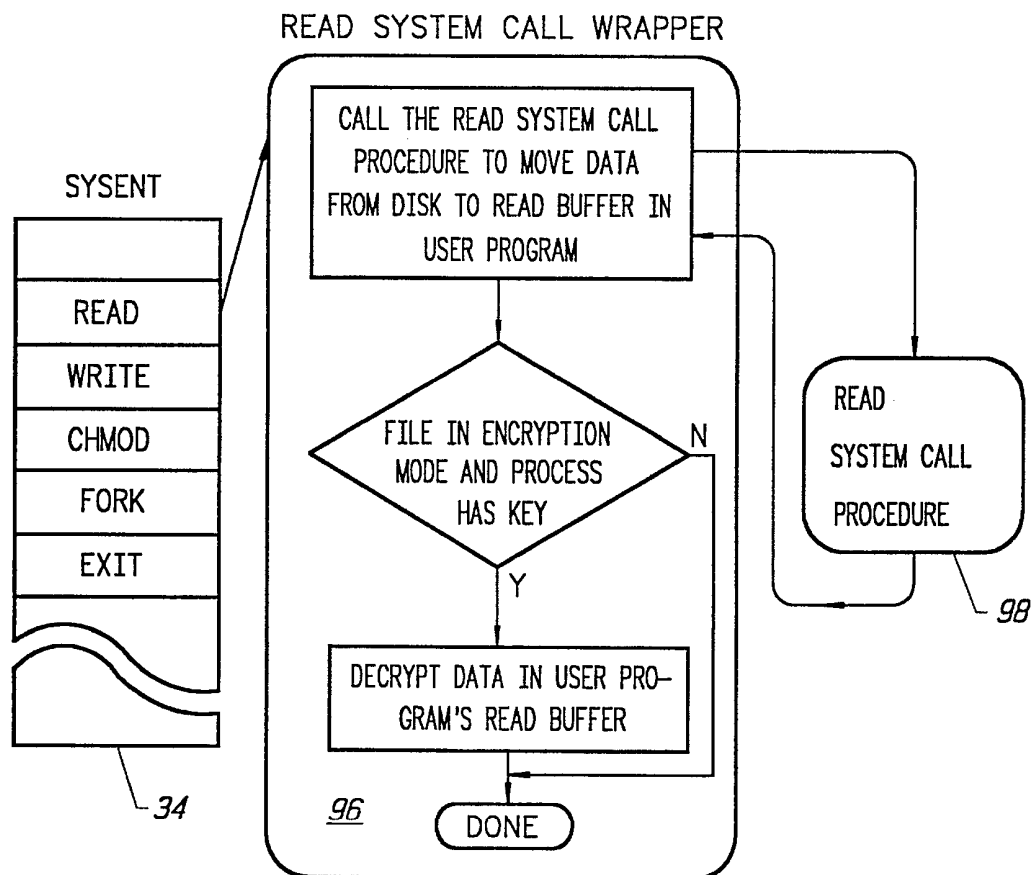 READ SYSTEM CALL WRAPPER
CALL THE READ SYSTEM CALL
PROCEDURE TO MOVE DATA
FROM DISK TO READ BUFFER IN
USER PROGRAM
SYSENT
READ
WRITE
CHMOD
FORK
EXIT
34
FILE IN ENCRYPTION
MODE AND PROCESS
HAS KEY
N
Y
READ
SYSTEM CALL
PROCEDURE
98
DECRYPT DATA IN USER PRO-
GRAM'S READ BUFFER
96
DONE